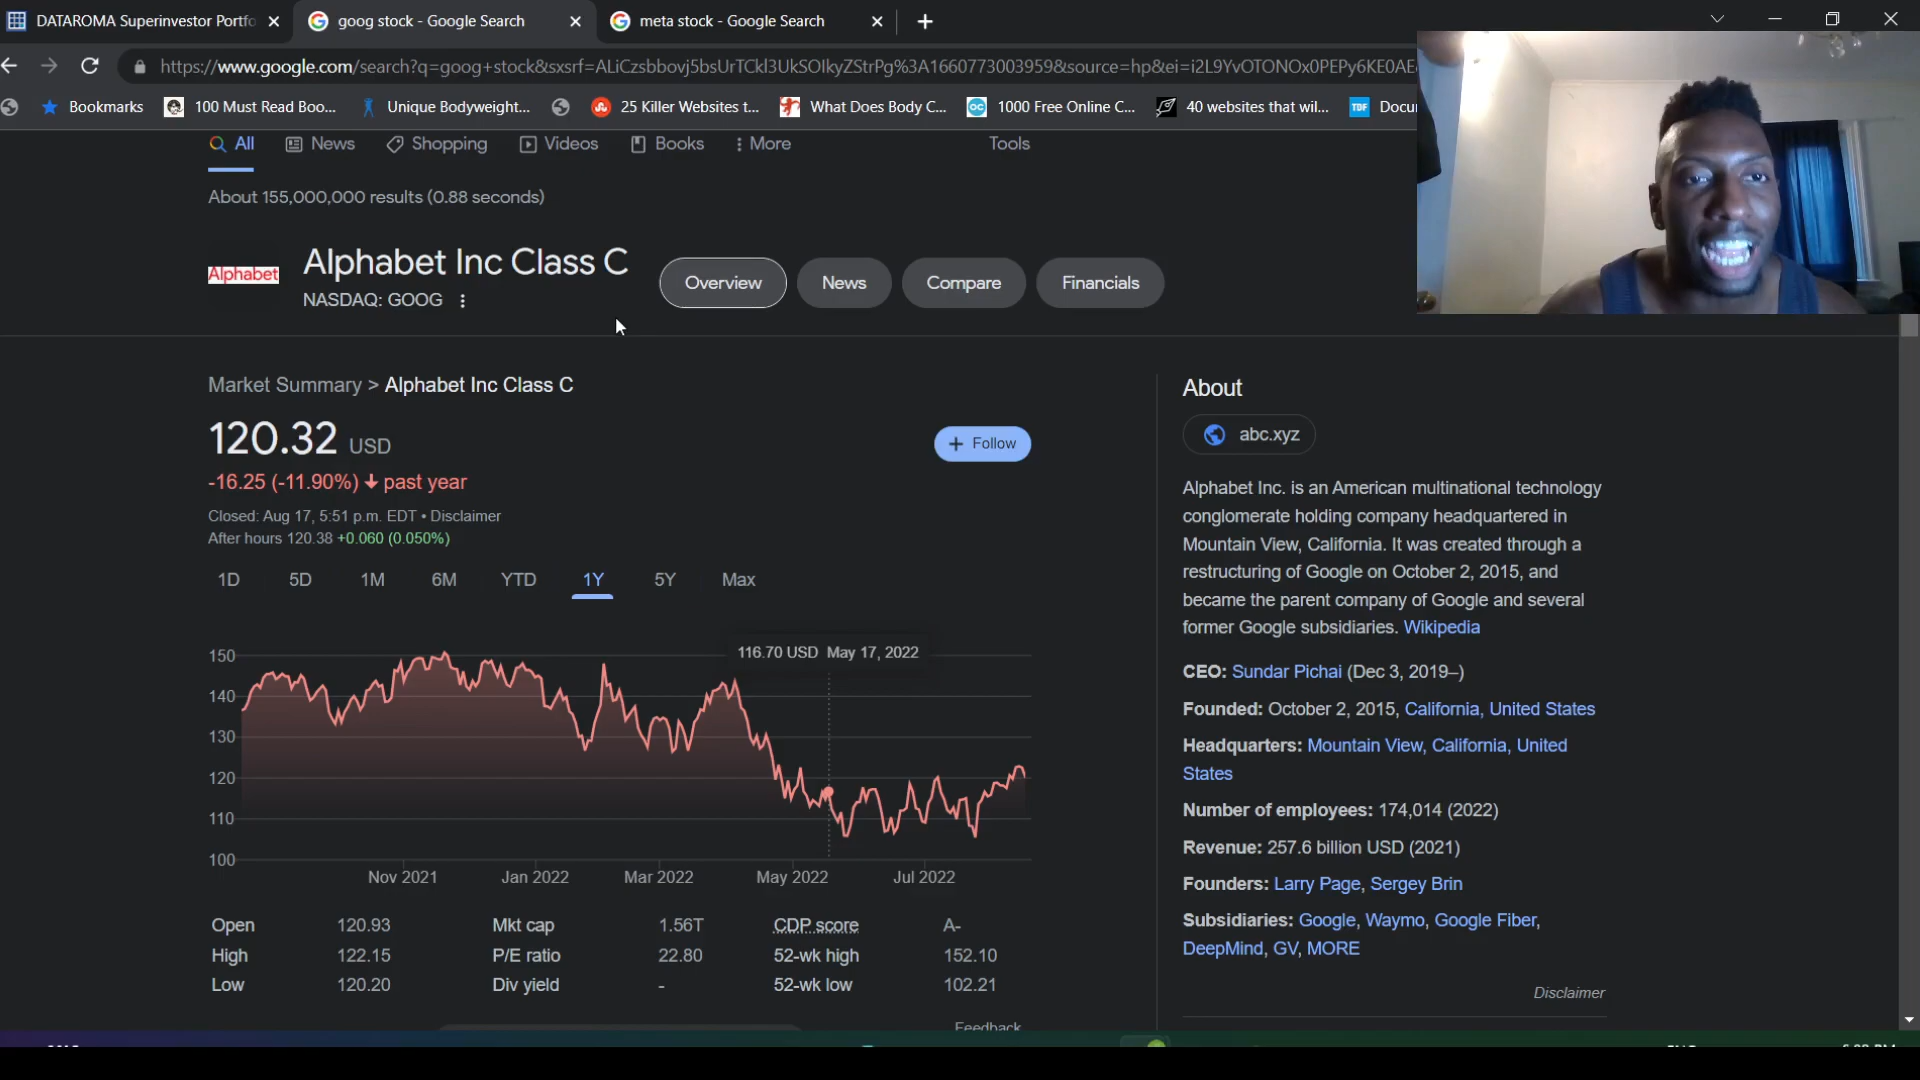 DATAROMA Superinvestor Portfo
goog stock - Google Search
meta stock - Google Search
https://www.google.com/search?q=goog+stock&sxsrf=ALiCzsbbovj5bsUrTCkl3UkSOIkyZStrPg%3A1660773003959&source=hp&ei=i2L9YvOTONOx0PEPy6KE0AE
Bookmarks
100 Must Read Boo...
Unique Bodyweight...
25 Killer Websites t...
What Does Body C...
1000 Free Online C...
40 websites that wil...
TDF
Docu
All
News
Shopping
Videos
Books
More
Tools
About 155,000,000 results (0.88 seconds)
Alphabet
Alphabet Inc Class C
NASDAQ: GOOG
Overview
News
Compare
Financials
Market Summary > Alphabet Inc Class C
120.32 USD
-16.25 (-11.90%) past year
Closed: Aug 17, 5:51 p.m. EDT • Disclaimer
After hours 120.38 +0.060 (0.050%)
+ Follow
1D 5D 1M 6M YTD 1Y 5Y Max
116.70 USD May 17, 2022
150
140
130
120
110
100
Nov 2021 Jan 2022 Mar 2022 May 2022 Jul 2022
Open 120.93 Mkt cap 1.56T CDP score A-
High 122.15 P/E ratio 22.80 52-wk high 152.10
Low 120.20 Div yield - 52-wk low 102.21
Feedback
About
abc.xyz
Alphabet Inc. is an American multinational technology
conglomerate holding company headquartered in
Mountain View, California. It was created through a
restructuring of Google on October 2, 2015, and
became the parent company of Google and several
former Google subsidiaries. Wikipedia
CEO: Sundar Pichai (Dec 3, 2019–)
Founded: October 2, 2015, California, United States
Headquarters: Mountain View, California, United
States
Number of employees: 174,014 (2022)
Revenue: 257.6 billion USD (2021)
Founders: Larry Page, Sergey Brin
Subsidiaries: Google, Waymo, Google Fiber,
DeepMind, GV, MORE
Disclaimer